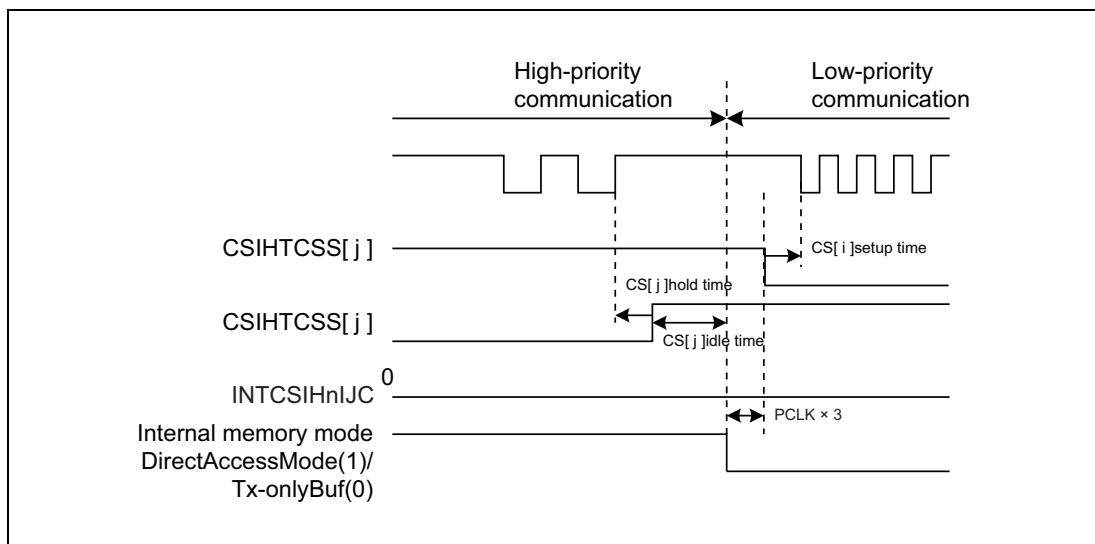 High-priority
communication
Low-priority
communication
CSIHTCSS[ j ]
CS[ i ]setup time
CS[ j ]hold time
CSIHTCSS[ j ]
CS[ j ]idle time
0
INTCSIHnIJC
PCLK × 3
Internal memory mode
DirectAccessMode(1)/
Tx-onlyBuf(0)